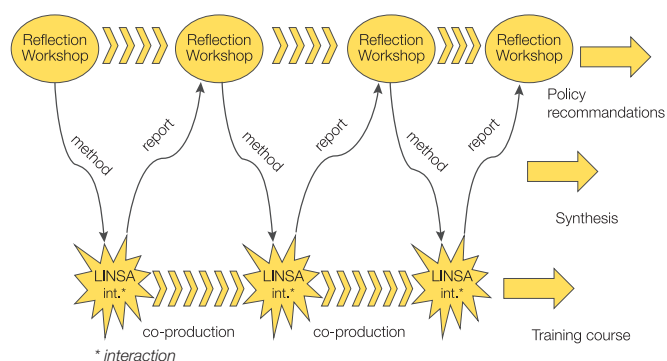 Reflection
Workshop
Reflection
Workshop
Reflection
Workshop
Reflection
Workshop
Policy
recommandations
method
report
method
report
method
report
Synthesis
LINSA
int.*
LINSA
int.*
LINSA
int.*
co-production
co-production
Training course
* interaction